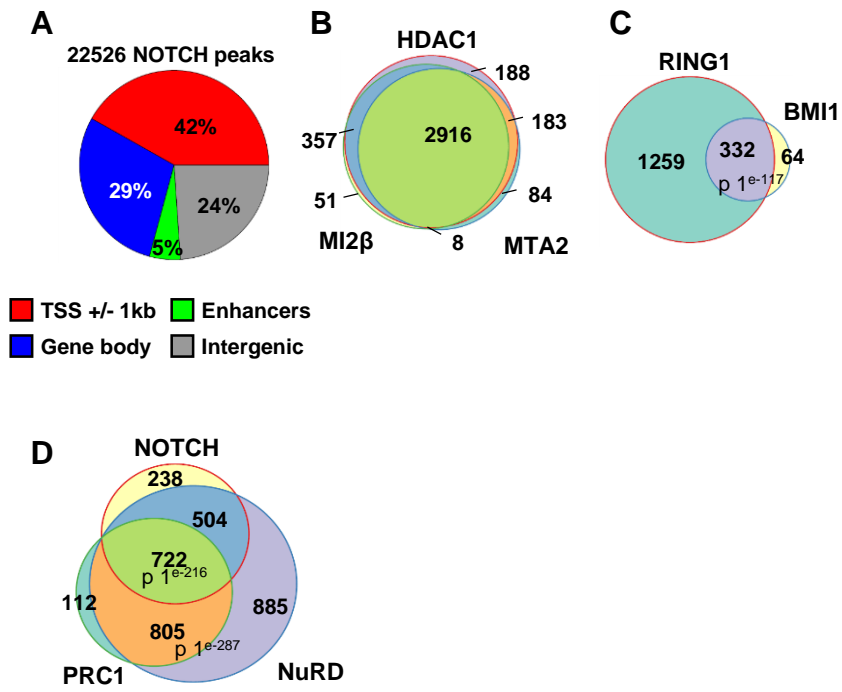 A
22526 NOTCH peaks
42%
29%
24%
5%
TSS +/- 1kb
Enhancers
Gene body
Intergenic
B
HDAC1
188
183
2916
357
51
84
MI2β
8
MTA2
C
RING1
BMI1
1259
332
64
p 1e-117
D
NOTCH
238
504
722
p 1e-216
112
885
805
p 1e-287
PRC1
NuRD